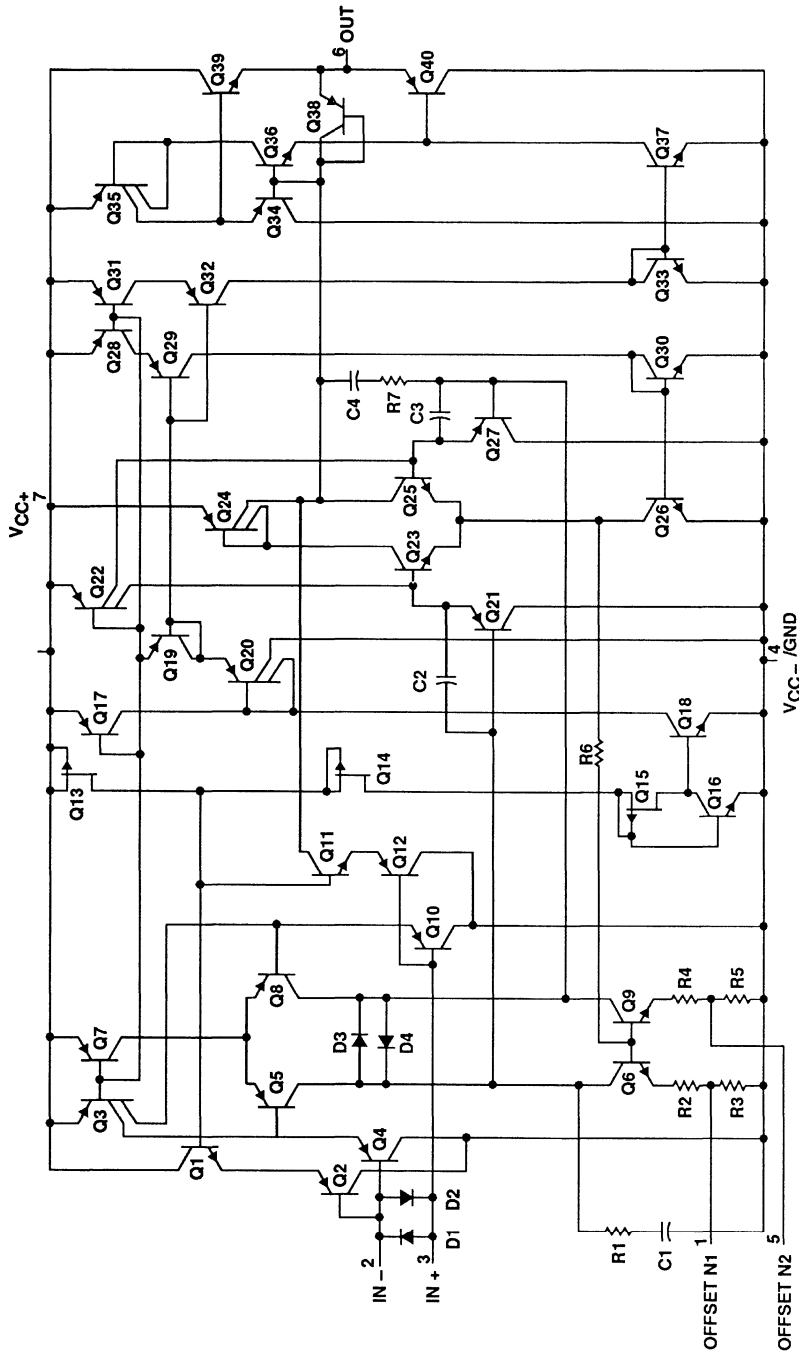 VCC+
7
Q13
Q17
Q22
Q24
Q28
Q31
Q35
Q39
Q3
Q7
Q19
Q29
Q32
Q20
Q1
Q34
Q36
Q38
6 OUT
Q5
Q8
Q11
Q14
C2
C4
R7
C3
Q2
Q4
D3
D4
Q10
Q12
Q21
Q23
Q25
Q27
Q40
IN − 2
D1
D2
IN + 3
R6
Q6
Q9
Q15
Q18
Q16
Q26
Q30
Q33
Q37
R1
C1
R2
R4
R3
R5
OFFSET N1 1
OFFSET N2 5
4
VCC− /GND